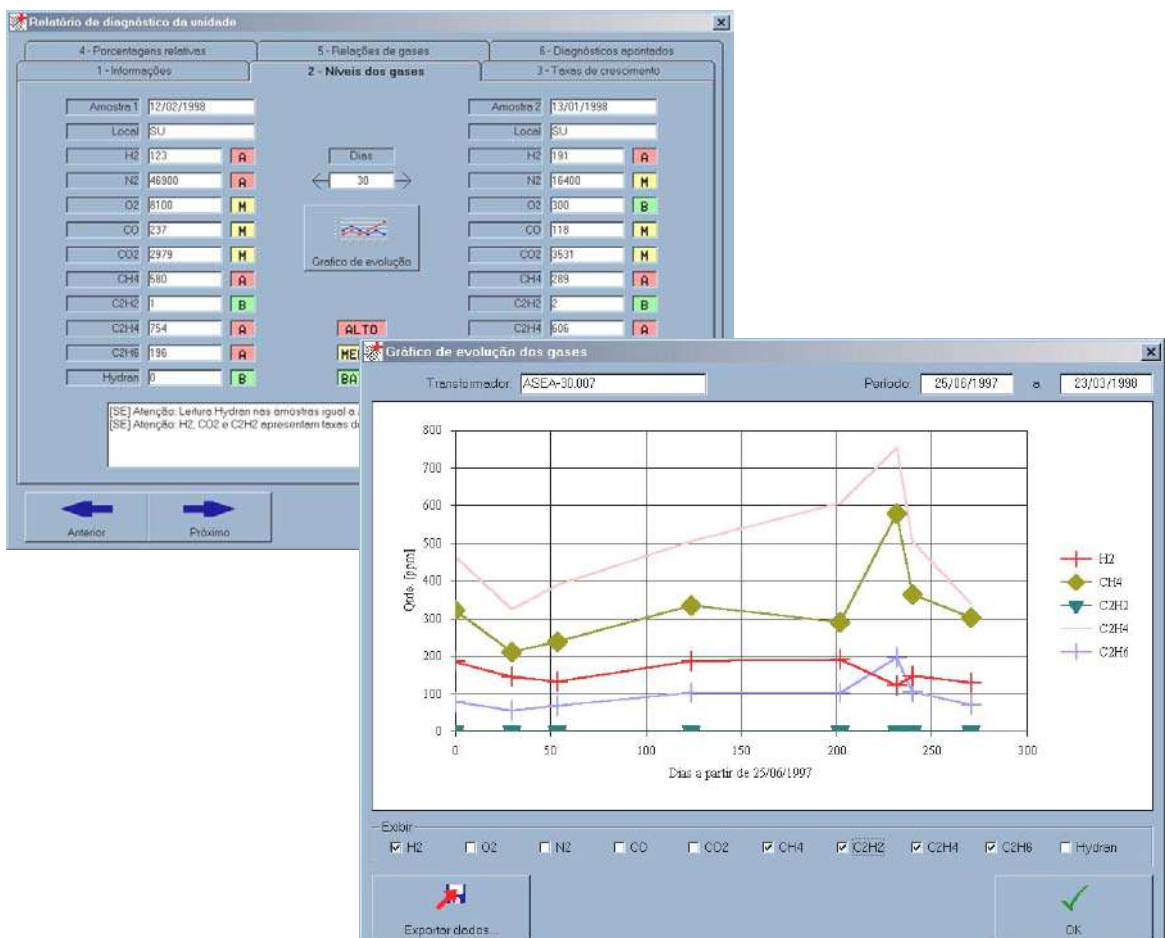 Relatório de diagnóstico da unidade
4 - Porcentagens relativas 5 - Relações de gases 6 - Diagnósticos apontados
1 - Informações 2 - Níveis dos gases 3 - Taxas de crescimento
Amostra 1 12/02/1998 Amostra 2 13/01/1998
Local SU Local SU
H2 123 A Dias H2 191 A
N2 46900 A 30 N2 16400 M
O2 8100 M O2 300 B
CO 237 M CO 118 M
CO2 2979 M Grafico de evolução CO2 3531 M
CH4 580 A CH4 289 A
C2H2 1 B C2H2 2 B
C2H4 754 A ALTO C2H4 606 A
C2H6 196 A
Hydran 0 B
[SE] Atenção: Leitura Hydran nas amostras igual a
[SE] Atenção: H2, CO2 e C2H2 apresentam taxas
Anterior Próximo
Gráfico de evolução dos gases
Transformador: ASEA-30.007 Período: 25/06/1997 a 23/03/1998
800
700
600
500
400
300
200
100
0
Qtde. [ppm]
0 50 100 150 200 250 300
Dias a partir de 25/06/1997
H2
CH4
C2H2
C2H4
C2H6
Exibir
H2 O2 N2 CO CO2 CH4 C2H2 C2H4 C2H6 Hydran
Exportar dados... OK